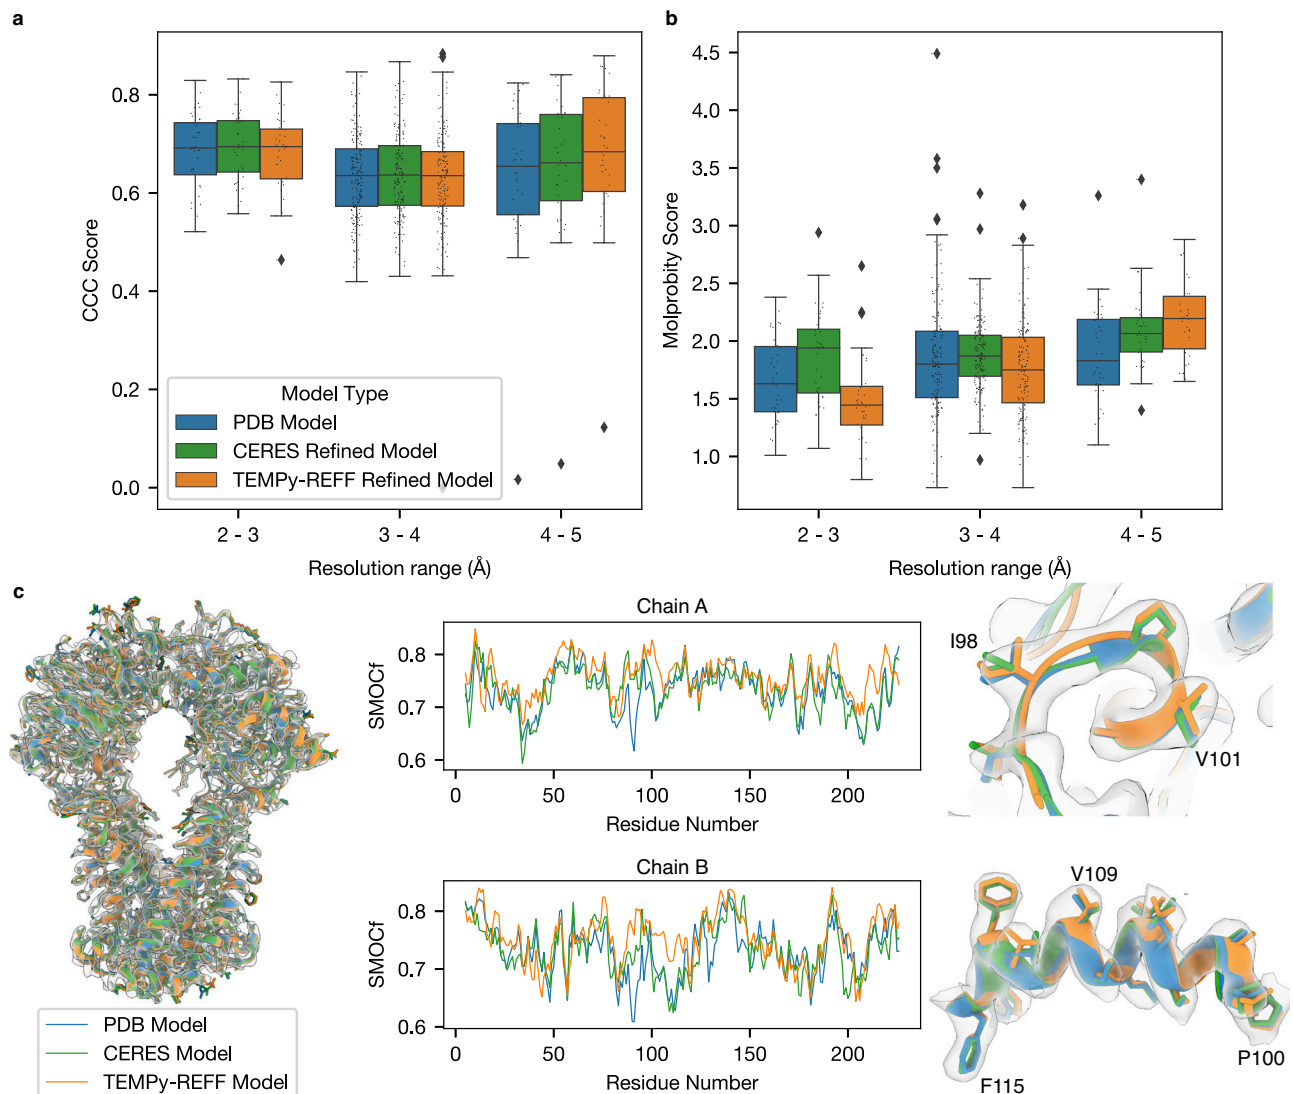 a
0.8
0.6
0.4
0.2
0.0
CCC Score
Model Type
PDB Model
CERES Refined Model
TEMPy-REFF Refined Model
2 - 3
3 - 4
4 - 5
Resolution range (Å)
b
4.5
4.0
3.5
3.0
2.5
2.0
1.5
1.0
Molprobity Score
2 - 3
3 - 4
4 - 5
Resolution range (Å)
c
PDB Model
CERES Model
TEMPy-REFF Model
Chain A
0.8
0.7
0.6
SMOCf
0
50
100
150
200
Residue Number
I98
V101
Chain B
0.8
0.7
0.6
SMOCf
0
50
100
150
200
Residue Number
V109
P100
F115